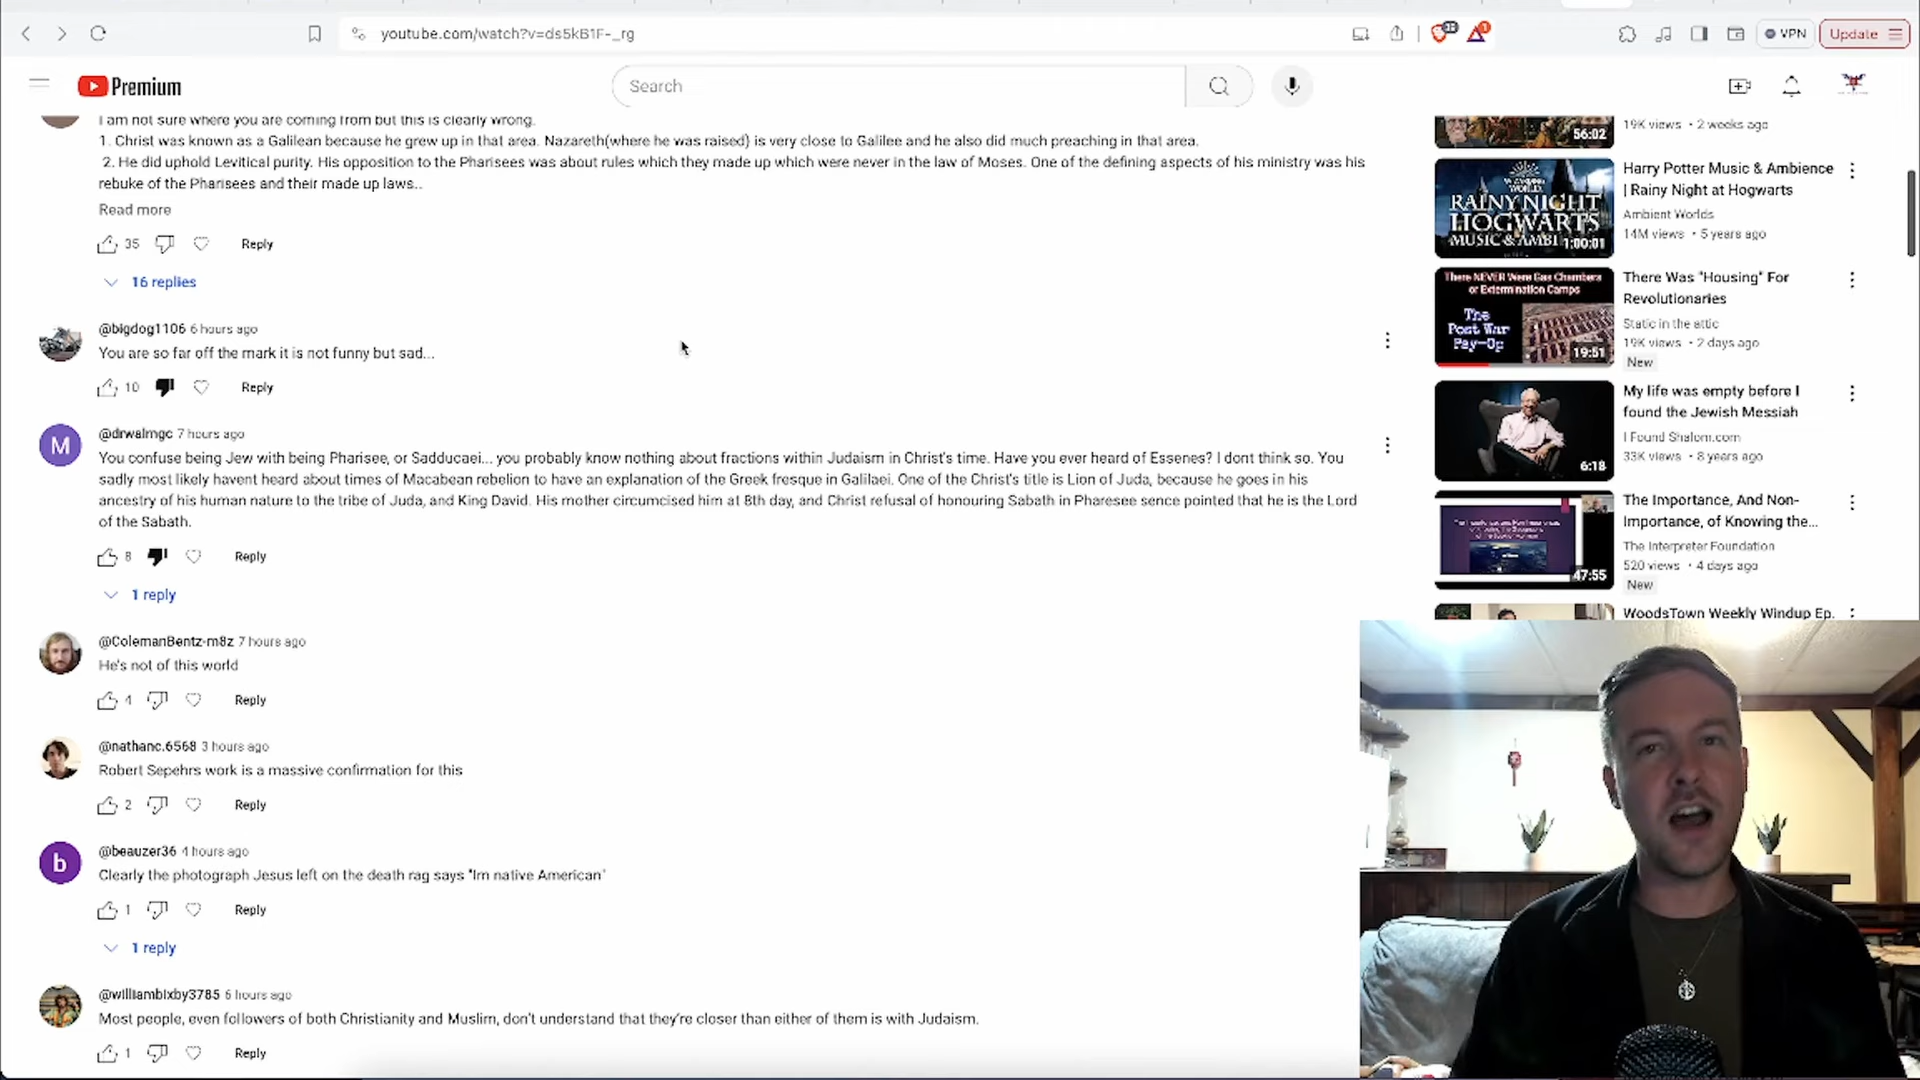 youtube.com/watch?v=ds5kB1F-_rg
VPN
Update
Premium
Search
I am not sure where you are coming from but this is clearly wrong.
1. Christ was known as a Galilean because he grew up in that area. Nazareth(where he was raised) is very close to Galilee and he also did much preaching in that area.
2. He did uphold Levitical purity. His opposition to the Pharisees was about rules which they made up which were never in the law of Moses. One of the defining aspects of his ministry was his
rebuke of the Pharisees and their made up laws..
Read more
35
Reply
16 replies
@bigdog1106 6 hours ago
You are so far off the mark it is not funny but sad...
10
Reply
M
@drwalmgc 7 hours ago
You confuse being Jew with being Pharisee, or Sadducaei... you probably know nothing about fractions within Judaism in Christ's time. Have you ever heard of Essenes? I dont think so. You
sadly most likely havent heard about times of Macabean rebelion to have an explanation of the Greek fresque in Galilaei. One of the Christ's title is Lion of Juda, because he goes in his
ancestry of his human nature to the tribe of Juda, and King David. His mother circumcised him at 8th day, and Christ refusal of honouring Sabath in Pharesee sence pointed that he is the Lord
of the Sabath.
8
Reply
1 reply
@ColemanBentz-m8z 7 hours ago
He's not of this world
4
Reply
@nathanc.6568 3 hours ago
Robert Sepehrs work is a massive confirmation for this
2
Reply
b
@beauzer36 4 hours ago
Clearly the photograph Jesus left on the death rag says "Im native American"
1
Reply
1 reply
@williambixby3785 6 hours ago
Most people, even followers of both Christianity and Muslim, don't understand that they're closer than either of them is with Judaism.
1
Reply
56:02
19K views • 2 weeks ago
RAINY NIGHT
HOGWARTS
MUSIC & AMBI
1:00:01
Harry Potter Music & Ambience
| Rainy Night at Hogwarts
Ambient Worlds
14M views • 5 years ago
There NEVER Were Gas Chambers
or Extermination Camps
The
Post War
Pay-Op
19:51
There Was "Housing" For
Revolutionaries
Static in the attic
19K views • 2 days ago
New
6:18
My life was empty before I
found the Jewish Messiah
I Found Shalom.com
33K views • 8 years ago
47:55
The Importance, And Non-
Importance, of Knowing the...
The Interpreter Foundation
520 views • 4 days ago
New
WoodsTown Weekly Windup Ep.